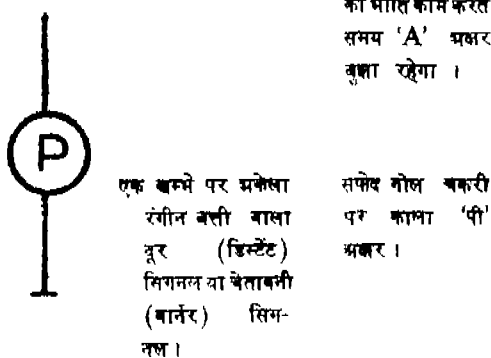 की भांति काम करते
समय 'A' अक्षर
बुझा रहेगा ।
P
एक खम्भे पर अकेला
रंगीन बत्ती वाला
दूर (डिस्टेंट)
सिगनल या चेतावनी
(वार्नर) सिग-
नल ।
सफेद गोल चकरी
पर काला 'पी'
अक्षर ।